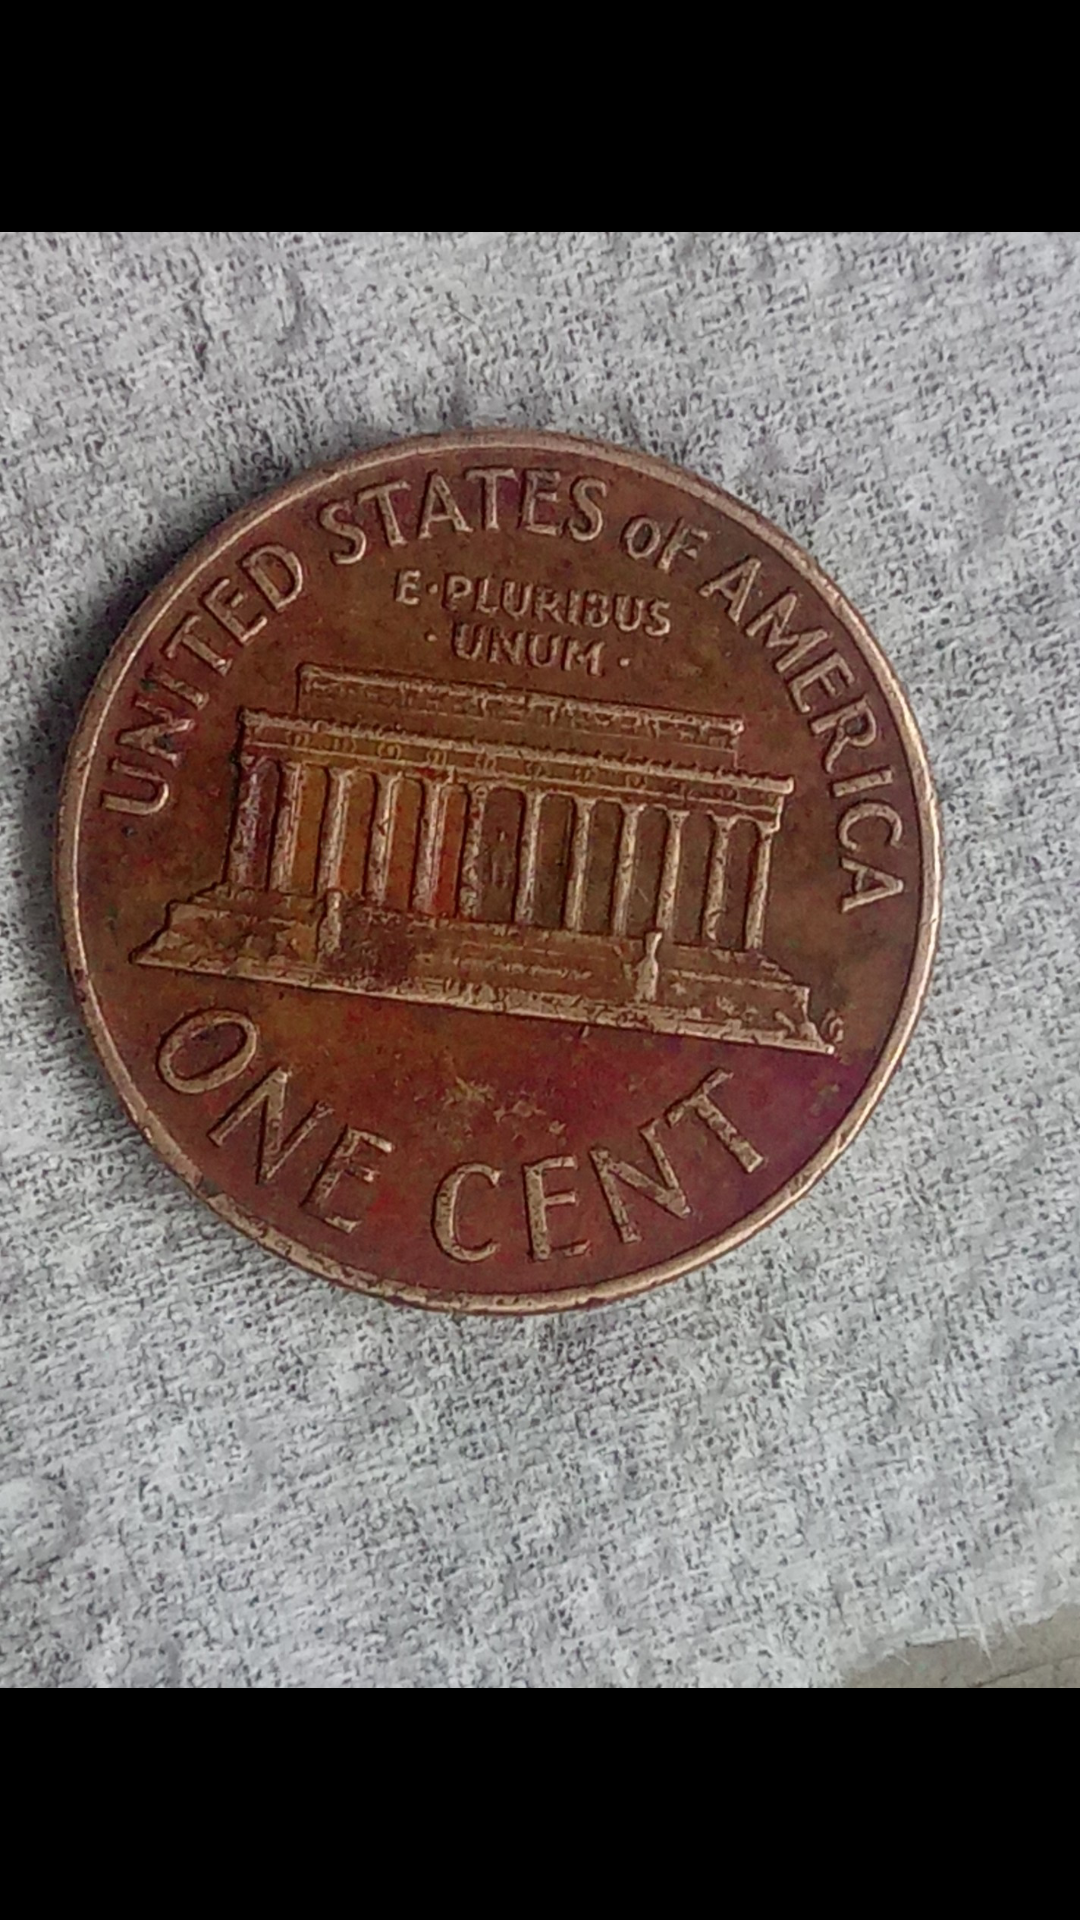 UNITED STATES OF AMERICA
E·PLURIBUS
·UNUM·
ONE CENT